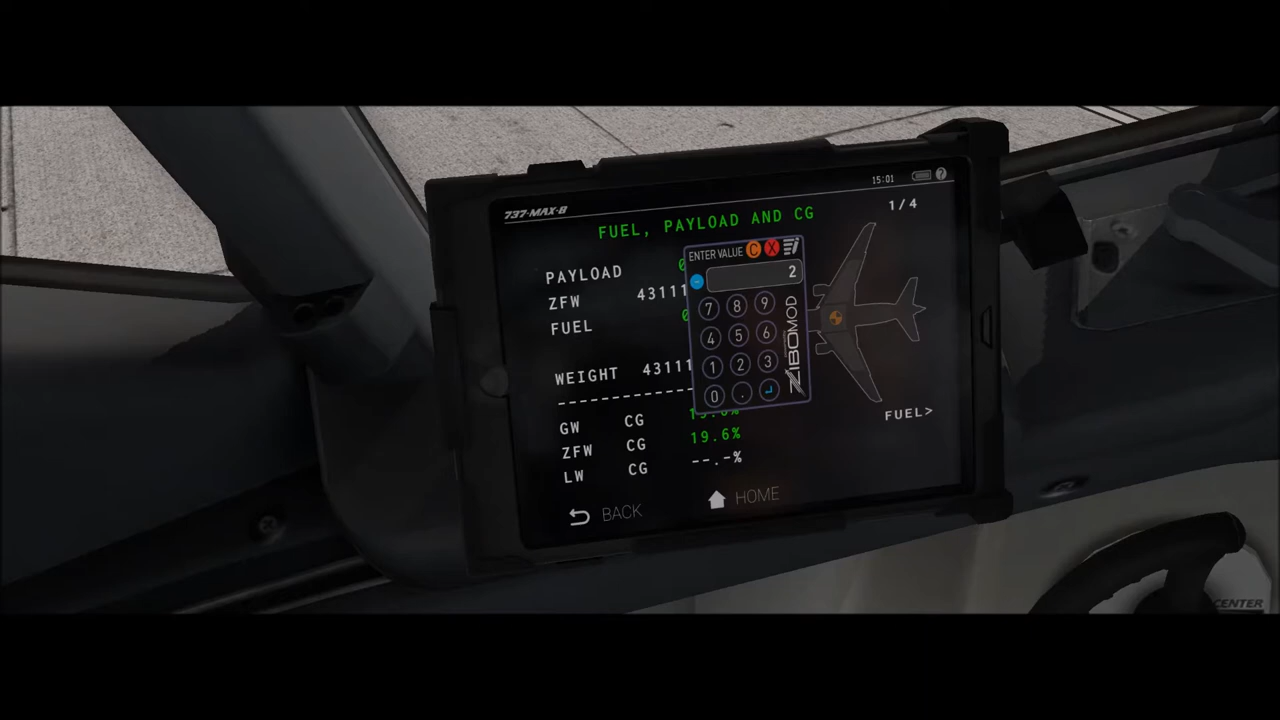 737-MAX-8
15:01
?
FUEL, PAYLOAD AND CG
1/4
PAYLOAD
ZFW 43111
FUEL
WEIGHT 43111
--------------
GW CG
ZFW CG 19.6%
LW CG --.-%
FUEL>
BACK
HOME
ENTER VALUE C X
-
2
7 8 9
4 5 6
1 2 3
0 .
ZIBOMOD
CENTER